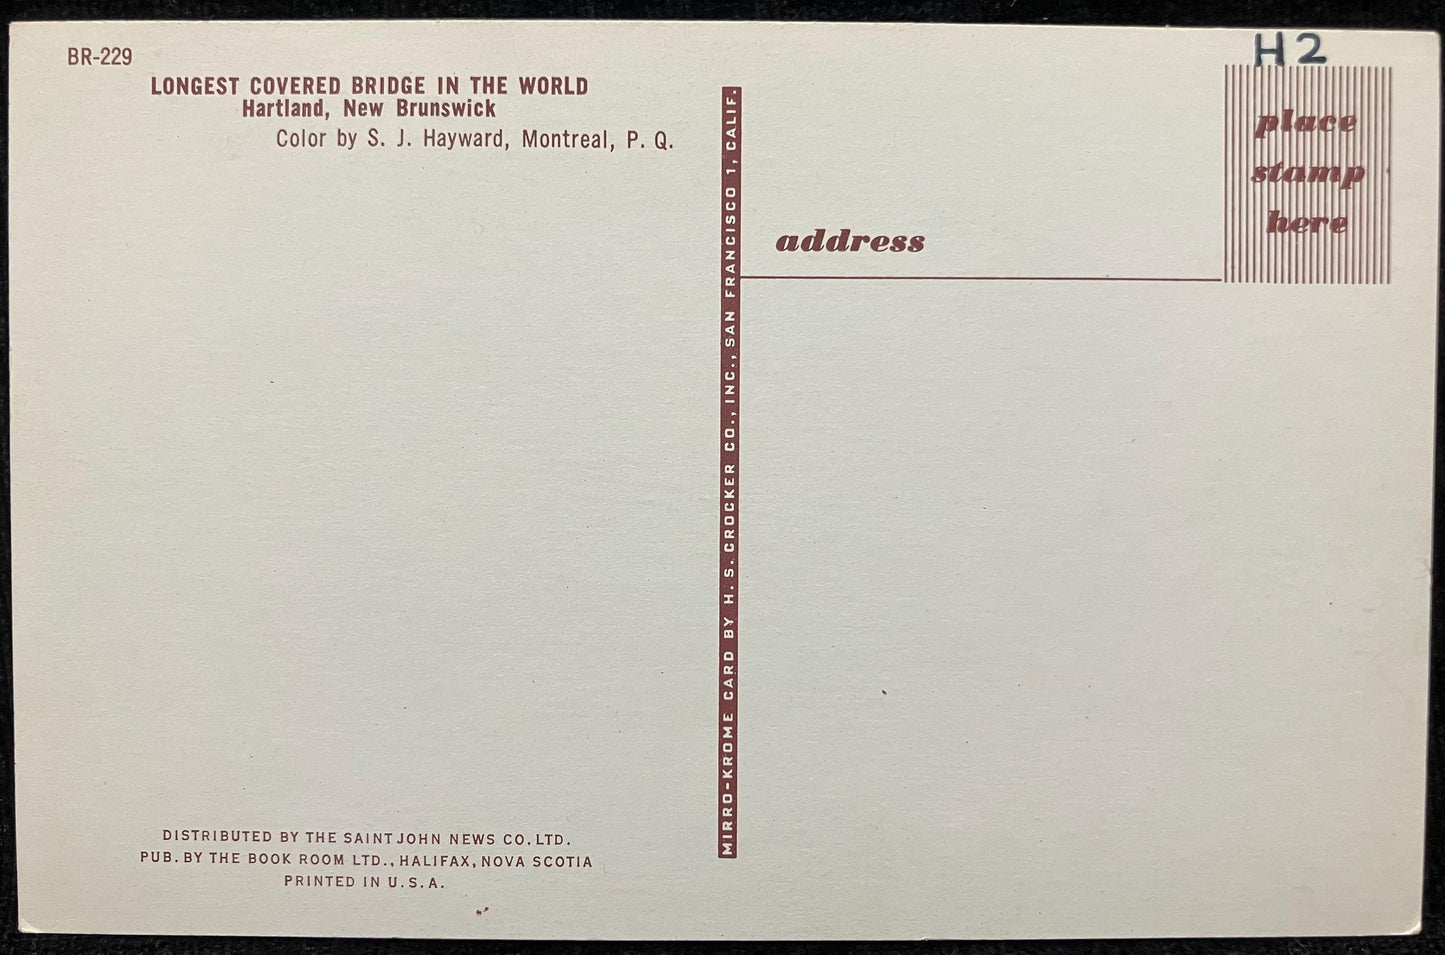 BR-229
LONGEST COVERED BRIDGE IN THE WORLD
Hartland, New Brunswick
Color by S. J. Hayward, Montreal, P. Q.
DISTRIBUTED BY THE SAINT JOHN NEWS CO. LTD.
PUB. BY THE BOOK ROOM LTD., HALIFAX, NOVA SCOTIA
PRINTED IN U.S.A.
MIRRO-KROME CARD BY H. S. CROCKER CO., INC., SAN FRANCISCO 1, CALIF.
H2
place
stamp
here
address